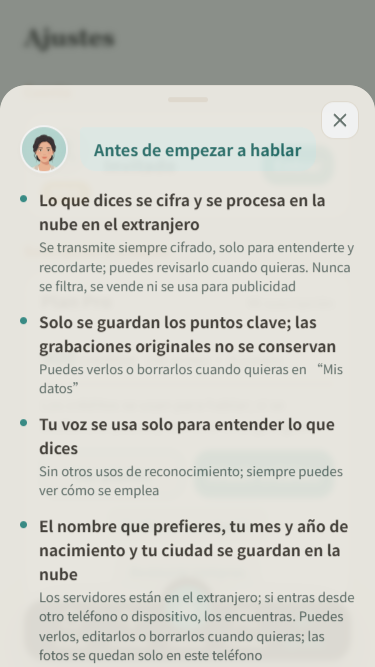 Ajustes
Antes de empezar a hablar
Lo que dices se cifra y se procesa en la
nube en el extranjero
Se transmite siempre cifrado, solo para entenderte y
recordarte; puedes revisarlo cuando quieras. Nunca
se filtra, se vende ni se usa para publicidad
Solo se guardan los puntos clave; las
grabaciones originales no se conservan
Puedes verlos o borrarlos cuando quieras en “Mis
datos”
Tu voz se usa solo para entender lo que
dices
Sin otros usos de reconocimiento; siempre puedes
ver cómo se emplea
El nombre que prefieres, tu mes y año de
nacimiento y tu ciudad se guardan en la
nube
Los servidores están en el extranjero; si entras desde
otro teléfono o dispositivo, los encuentras. Puedes
verlos, editarlos o borrarlos cuando quieras; las
fotos se quedan solo en este teléfono